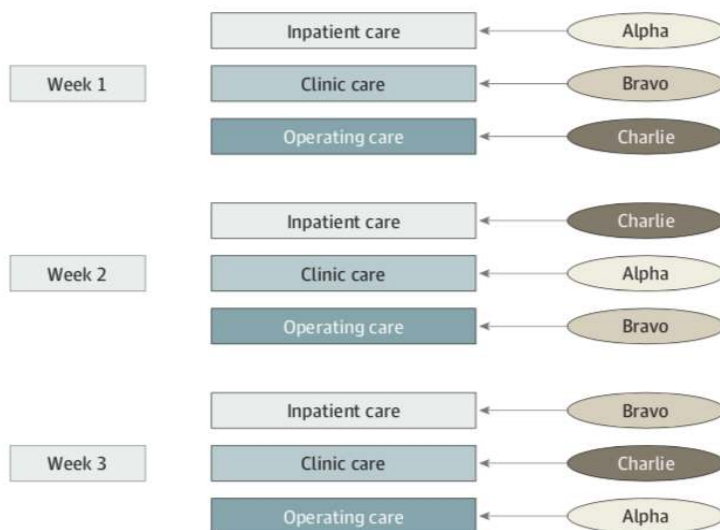 Inpatient care Alpha
Week 1 Clinic care Bravo
Operating care Charlie
Inpatient care Charlie
Week 2 Clinic care Alpha
Operating care Bravo
Inpatient care Bravo
Week 3 Clinic care Charlie
Operating care Alpha